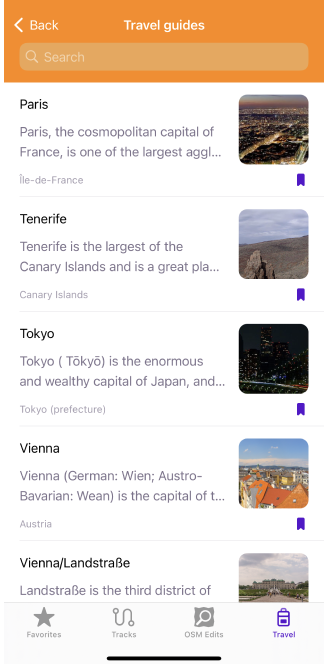 Back
Travel guides
Search
Paris
Paris, the cosmopolitan capital of
France, is one of the largest aggl...
Île-de-France
Tenerife
Tenerife is the largest of the
Canary Islands and is a great pla...
Canary Islands
Tokyo
Tokyo ( Tōkyō) is the enormous
and wealthy capital of Japan, and...
Tokyo (prefecture)
Vienna
Vienna (German: Wien; Austro-
Bavarian: Wean) is the capital of t...
Austria
Vienna/Landstraße
Landstraße is the third district of
Favorites
Tracks
OSM Edits
Travel